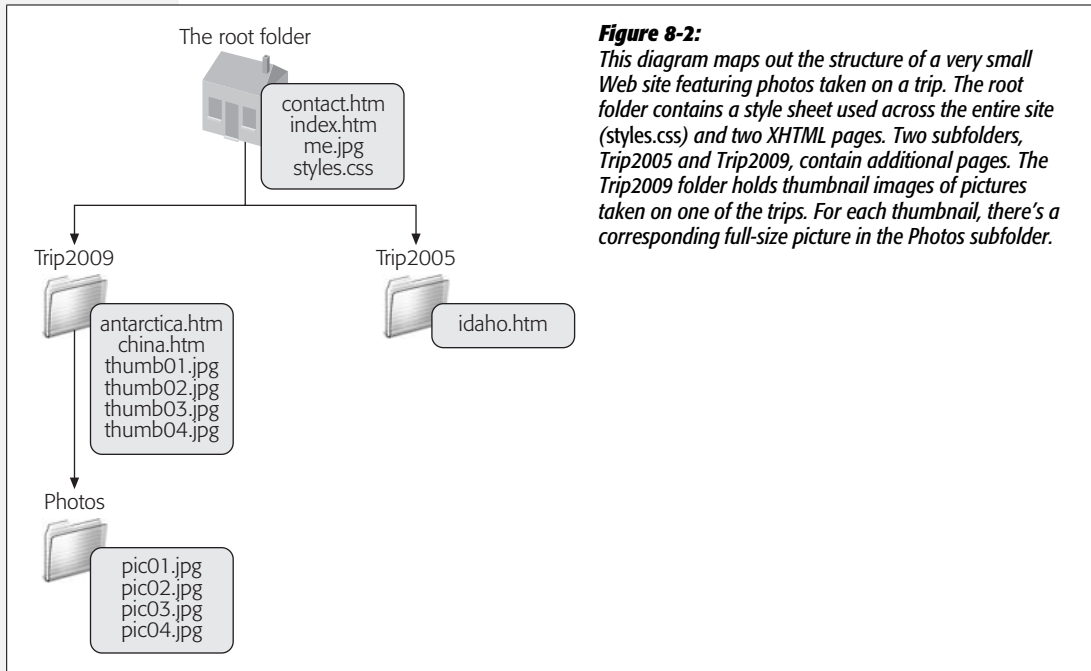 The root folder
contact.htm
index.htm
me.jpg
styles.css
Trip2009
antarctica.htm
china.htm
thumb01.jpg
thumb02.jpg
thumb03.jpg
thumb04.jpg
Trip2005
idaho.htm
Photos
pic01.jpg
pic02.jpg
pic03.jpg
pic04.jpg
Figure 8-2:
This diagram maps out the structure of a very small
Web site featuring photos taken on a trip. The root
folder contains a style sheet used across the entire site
(styles.css) and two XHTML pages. Two subfolders,
Trip2005 and Trip2009, contain additional pages. The
Trip2009 folder holds thumbnail images of pictures
taken on one of the trips. For each thumbnail, there's a
corresponding full-size picture in the Photos subfolder.